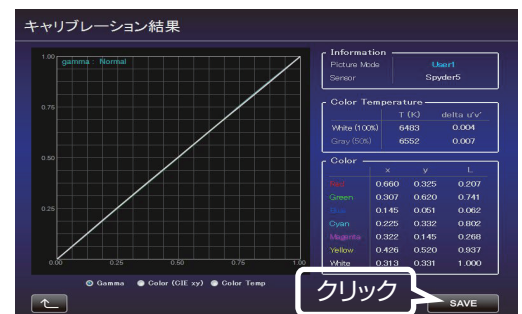 キャリブレーション結果
gamma : Normal
1.00
0.75
0.50
0.25
0.00 0.25 0.50 0.75 1.00
Gamma Color (CIE xy) Color Temp
Information
Picture Mode User1
Sensor Spyder5
Color Temperature
T (K) delta u'v'
White (100%) 6483 0.004
Gray (50%) 6552 0.007
Color
x y L
Red 0.660 0.325 0.207
Green 0.307 0.620 0.741
Blue 0.145 0.051 0.062
Cyan 0.225 0.332 0.802
Magenta 0.322 0.145 0.268
Yellow 0.426 0.520 0.937
White 0.313 0.331 1.000
クリック
SAVE